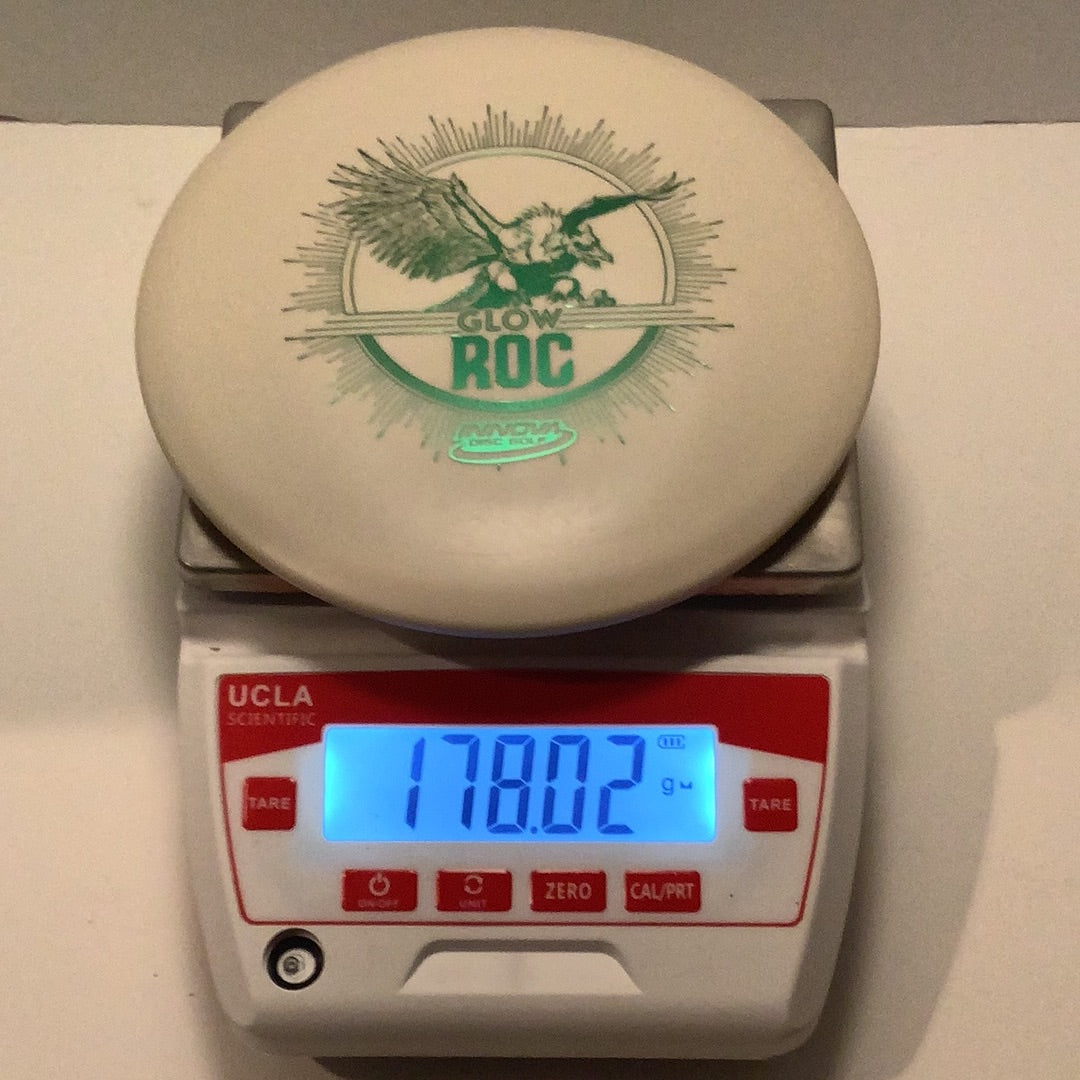 GLOW
ROC
INNOVA
DISC GOLF
UCLA
SCIENTIFIC
178.02
g
TARE
TARE
ON/OFF
UNIT
ZERO
CAL/PRT